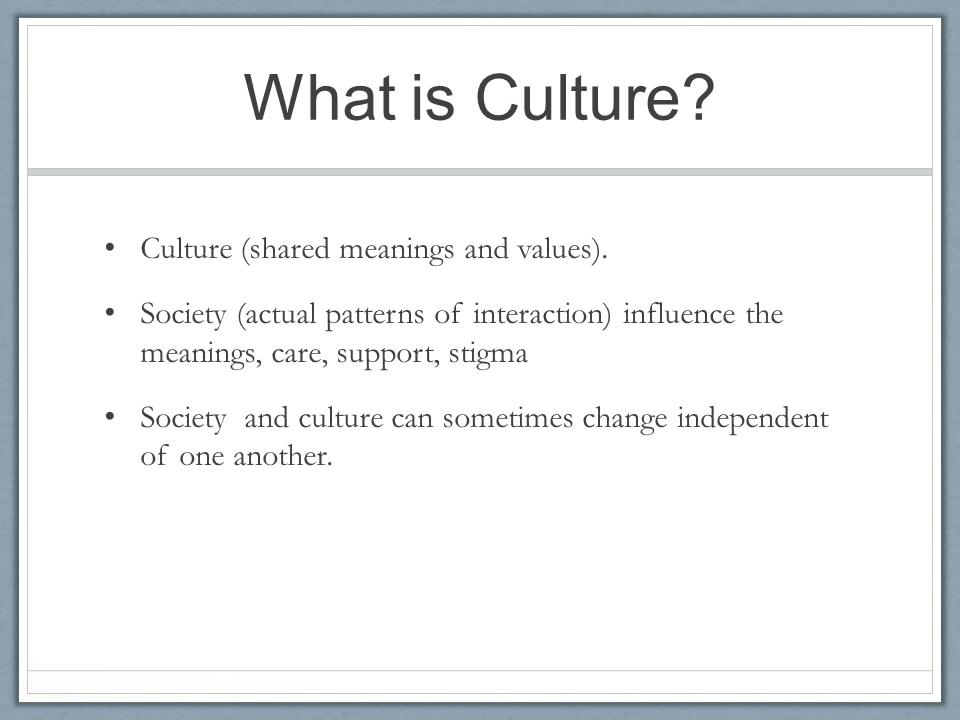 What is Culture?
• Culture (shared meanings and values).
• Society (actual patterns of interaction) influence the
meanings, care, support, stigma
• Society  and culture can sometimes change independent
of one another.